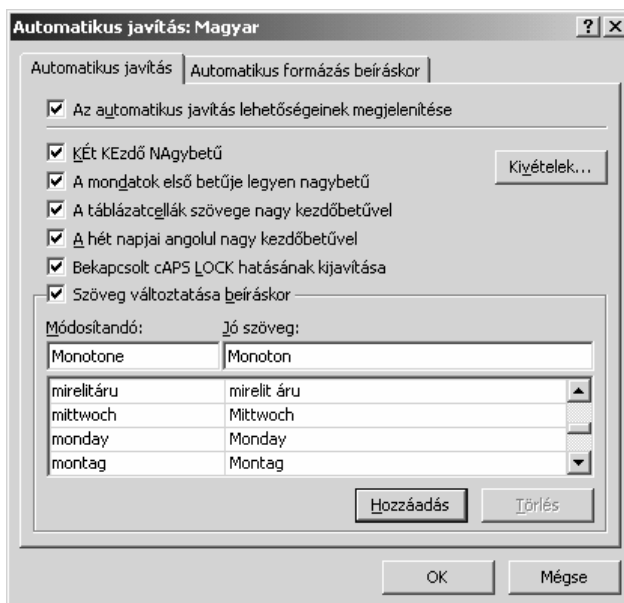 Automatikus javítás: Magyar
Automatikus javítás Automatikus formázás beíráskor
Az automatikus javítás lehetőségeinek megjelenítése
KÉt KEzdő NAgybetű
Kivételek...
A mondatok első betűje legyen nagybetű
A táblázatcellák szövege nagy kezdőbetűvel
A hét napjai angolul nagy kezdőbetűvel
Bekapcsolt cAPS LOCK hatásának kijavítása
Szöveg változtatása beíráskor
Módosítandó: Jó szöveg:
Monotone Monoton
mirelitáru mirelit áru
mittwoch Mittwoch
monday Monday
montag Montag
Hozzáadás Törlés
OK Mégse